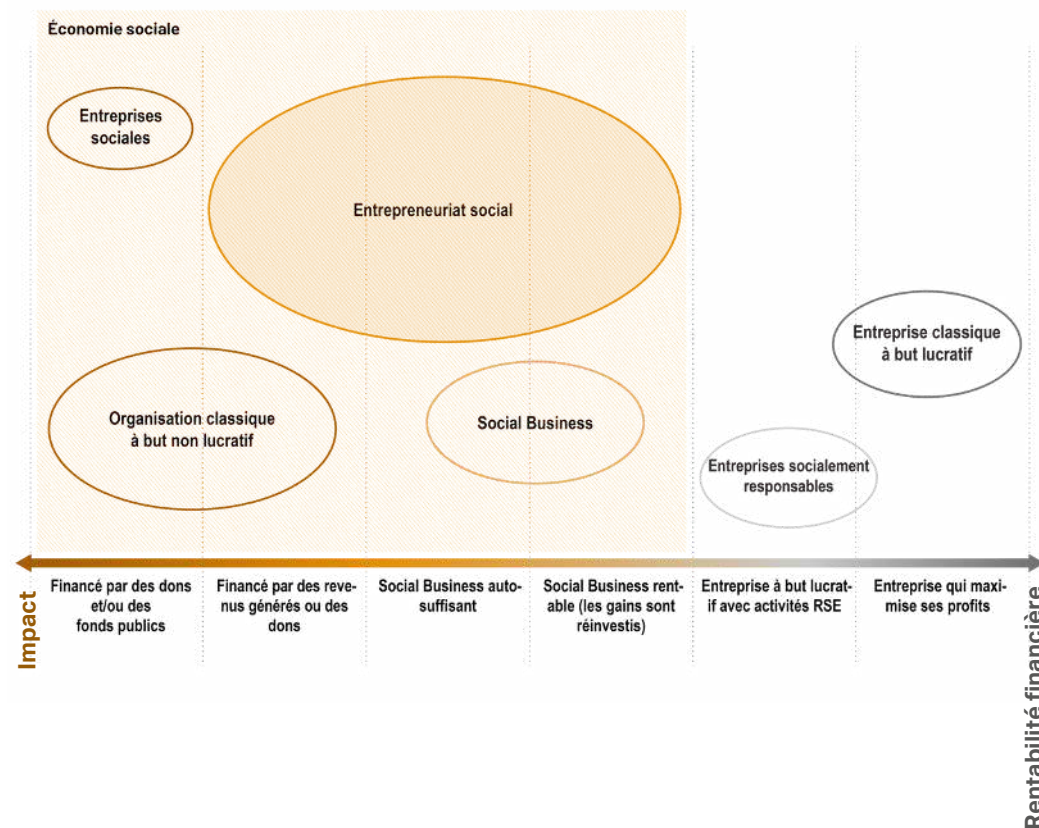 Économie sociale
Entreprises
sociales
Entrepreneuriat social
Entreprise classique
à but lucratif
Organisation classique
à but non lucratif
Social Business
Entreprises socialement
responsables
Financé par des dons
et/ou des
fonds publics
Financé par des reve-
nus générés ou des
dons
Social Business auto-
suffisant
Social Business rent-
able (les gains sont
réinvestis)
Entreprise à but lucrat-
if avec activités RSE
Entreprise qui maxi-
mise ses profits
Impact
Rentabilité financière